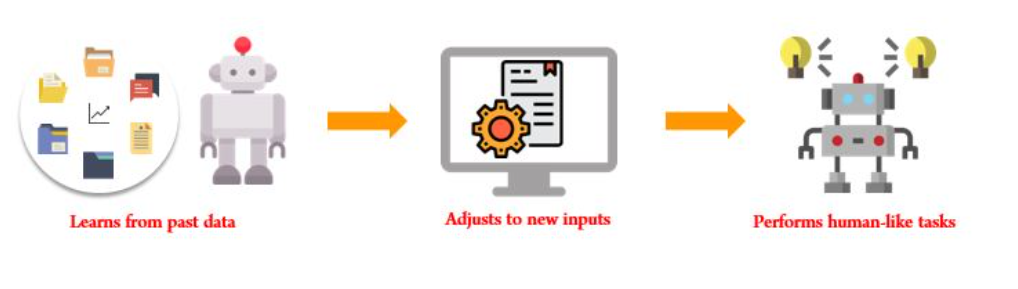 Learns from past data
Adjusts to new inputs
Performs human-like tasks